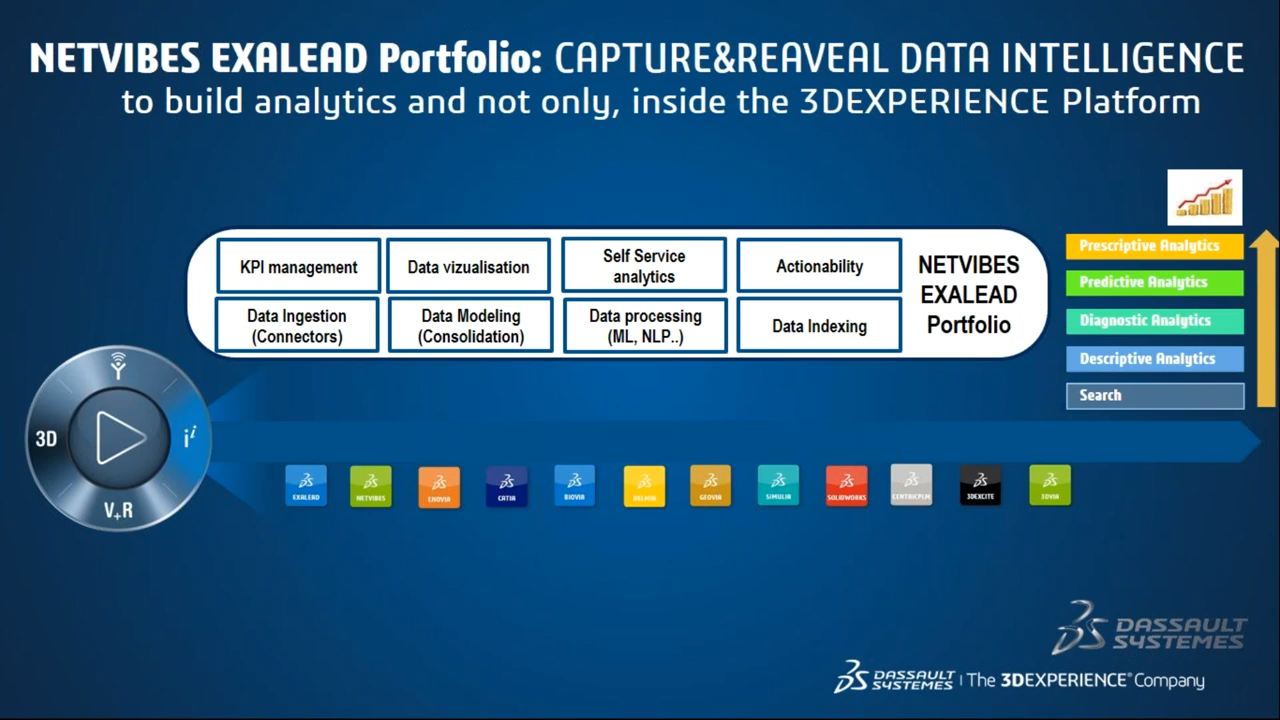 NETVIBES EXALEAD Portfolio: CAPTURE&REAVEAL DATA INTELLIGENCE
to build analytics and not only, inside the 3DEXPERIENCE Platform
KPI management
Data vizualisation
Self Service
analytics
Actionability
Data Ingestion
(Connectors)
Data Modeling
(Consolidation)
Data processing
(ML, NLP..)
Data Indexing
NETVIBES
EXALEAD
Portfolio
Prescriptive Analytics
Predictive Analytics
Diagnostic Analytics
Descriptive Analytics
Search
3D
i i
V+R
EXALEAD
NETVIBES
ENOVIA
CATIA
BIOVIA
DELMIA
GEOVIA
SIMULIA
SOLIDWORKS
CENTRICPLM
3DEXCITE
3DVIA
DASSAULT
SYSTEMES
DASSAULT
SYSTEMES | The 3DEXPERIENCE® Company